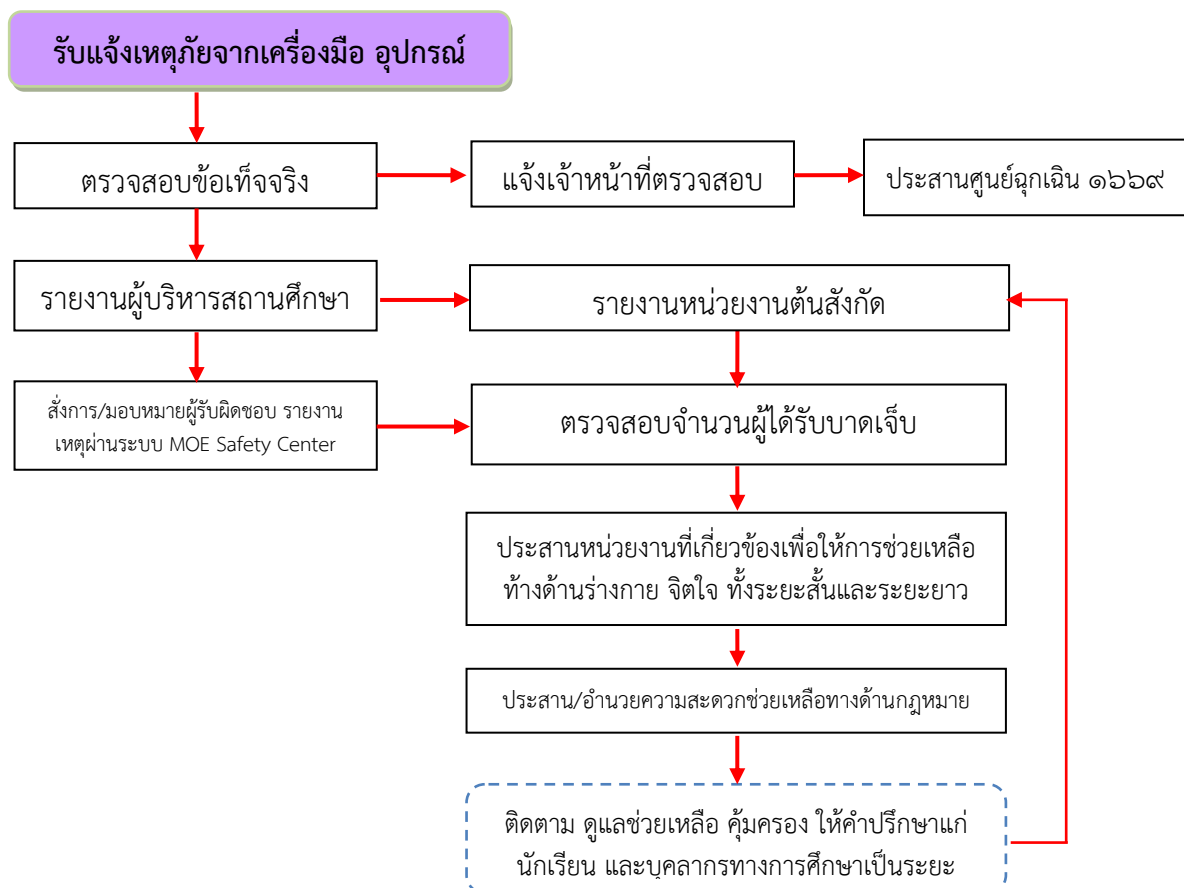 รับแจ้งเหตุภัยจากเครื่องมือ อุปกรณ์
ตรวจสอบข้อเท็จจริง
แจ้งเจ้าหน้าที่ตรวจสอบ
ประสานศูนย์ฉุกเฉิน ๑๖๖๙
รายงานผู้บริหารสถานศึกษา
รายงานหน่วยงานต้นสังกัด
สั่งการ/มอบหมายผู้รับผิดชอบ รายงาน
เหตุผ่านระบบ MOE Safety Center
ตรวจสอบจำนวนผู้ได้รับบาดเจ็บ
ประสานหน่วยงานที่เกี่ยวข้องเพื่อให้การช่วยเหลือ
ท้างด้านร่างกาย จิตใจ ทั้งระยะสั้นและระยะยาว
ประสาน/อำนวยความสะดวกช่วยเหลือทางด้านกฎหมาย
ติดตาม ดูแลช่วยเหลือ คุ้มครอง ให้คำปรึกษาแก่
นักเรียน และบุคลากรทางการศึกษาเป็นระยะ